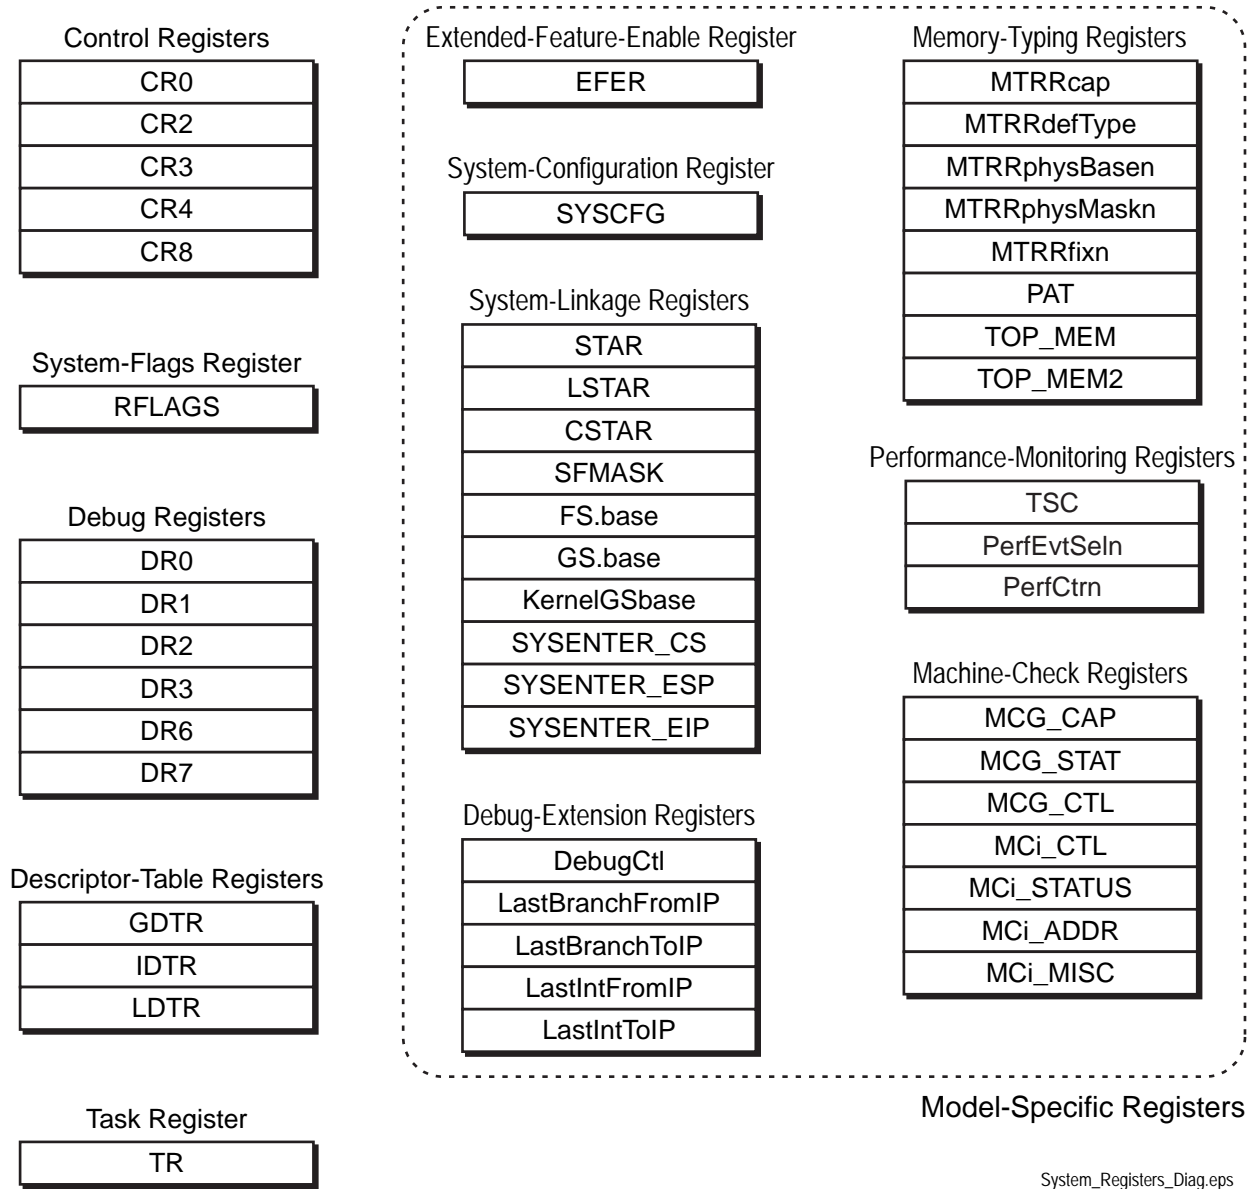 Control Registers
CR0
CR2
CR3
CR4
CR8
System-Flags Register
RFLAGS
Debug Registers
DR0
DR1
DR2
DR3
DR6
DR7
Descriptor-Table Registers
GDTR
IDTR
LDTR
Task Register
TR
Extended-Feature-Enable Register
EFER
System-Configuration Register
SYSCFG
System-Linkage Registers
STAR
LSTAR
CSTAR
SFMASK
FS.base
GS.base
KernelGSbase
SYSENTER_CS
SYSENTER_ESP
SYSENTER_EIP
Debug-Extension Registers
DebugCtl
LastBranchFromIP
LastBranchToIP
LastIntFromIP
LastIntToIP
Memory-Typing Registers
MTRRcap
MTRRdefType
MTRRphysBasen
MTRRphysMaskn
MTRRfixn
PAT
TOP_MEM
TOP_MEM2
Performance-Monitoring Registers
TSC
PerfEvtSeln
PerfCtrn
Machine-Check Registers
MCG_CAP
MCG_STAT
MCG_CTL
MCi_CTL
MCi_STATUS
MCi_ADDR
MCi_MISC
Model-Specific Registers
System_Registers_Diag.eps